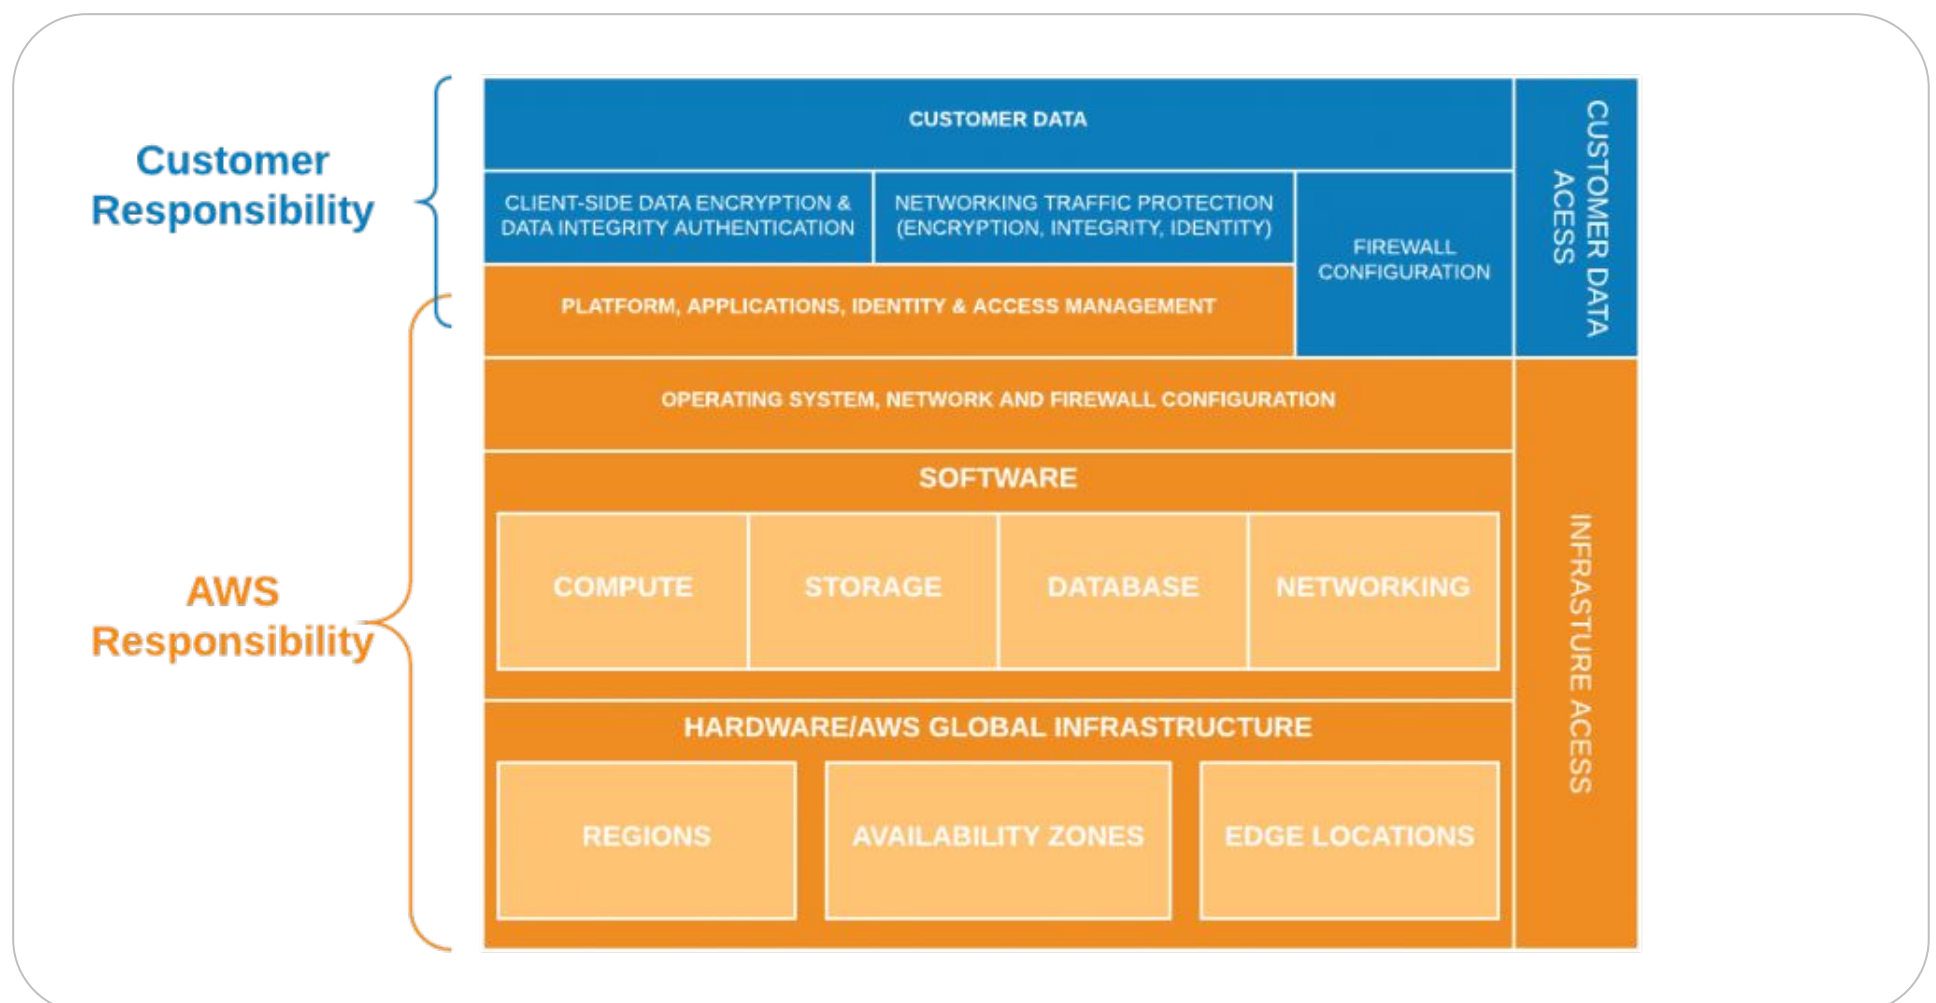 Customer
Responsibility
CUSTOMER DATA
CLIENT-SIDE DATA ENCRYPTION &
DATA INTEGRITY AUTHENTICATION
NETWORKING TRAFFIC PROTECTION
(ENCRYPTION, INTEGRITY, IDENTITY)
FIREWALL
CONFIGURATION
CUSTOMER DATA
ACESS
PLATFORM, APPLICATIONS, IDENTITY & ACCESS MANAGEMENT
AWS
Responsibility
OPERATING SYSTEM, NETWORK AND FIREWALL CONFIGURATION
SOFTWARE
COMPUTE
STORAGE
DATABASE
NETWORKING
HARDWARE/AWS GLOBAL INFRASTRUCTURE
REGIONS
AVAILABILITY ZONES
EDGE LOCATIONS
INFRASTURE ACESS